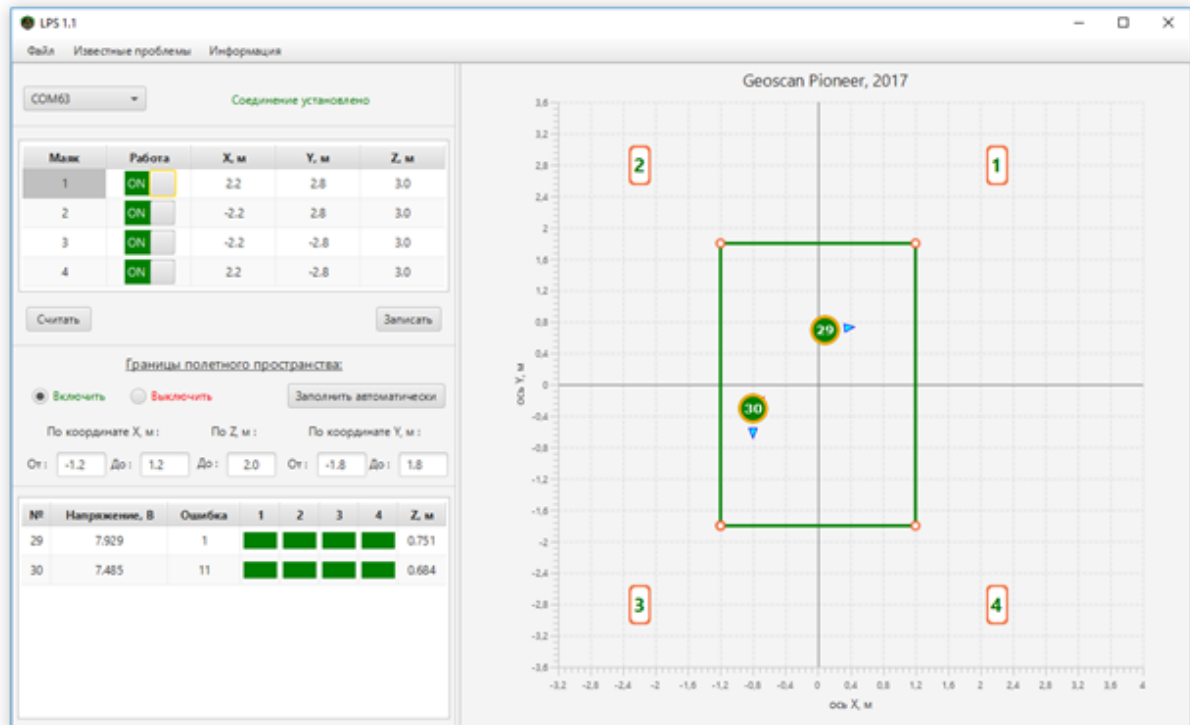 LPS 1.1
Файл Известные проблемы Информация
COM63 Соединение установлено
Маяк Работа X, м Y, м Z, м
1 ON 2.2 2.8 3.0
2 ON -2.2 2.8 3.0
3 ON -2.2 -2.8 3.0
4 ON 2.2 -2.8 3.0
Считать Записать
Границы полетного пространства:
Включить Выключить Заполнить автоматически
По координате X, м : По Z, м : По координате Y, м :
От : -1.2 До : 1.2 До : 2.0 От : -1.8 До : 1.8
№ Напряжение, В Ошибка 1 2 3 4 Z, м
29 7.929 1 0.751
30 7.485 11 0.684
Geoscan Pioneer, 2017
3,6
3,2
2,8
2,4
2
1,6
1,2
0,8
0,4
0
-0,4
-0,8
-1,2
-1,6
-2
-2,4
-2,8
-3,2
-3,6
ось Y, м
2 1
29
30
3 4
-3,2 -2,8 -2,4 -2 -1,6 -1,2 -0,8 -0,4 0 0,4 0,8 1,2 1,6 2 2,4 2,8 3,2 3,6 4
ось X, м